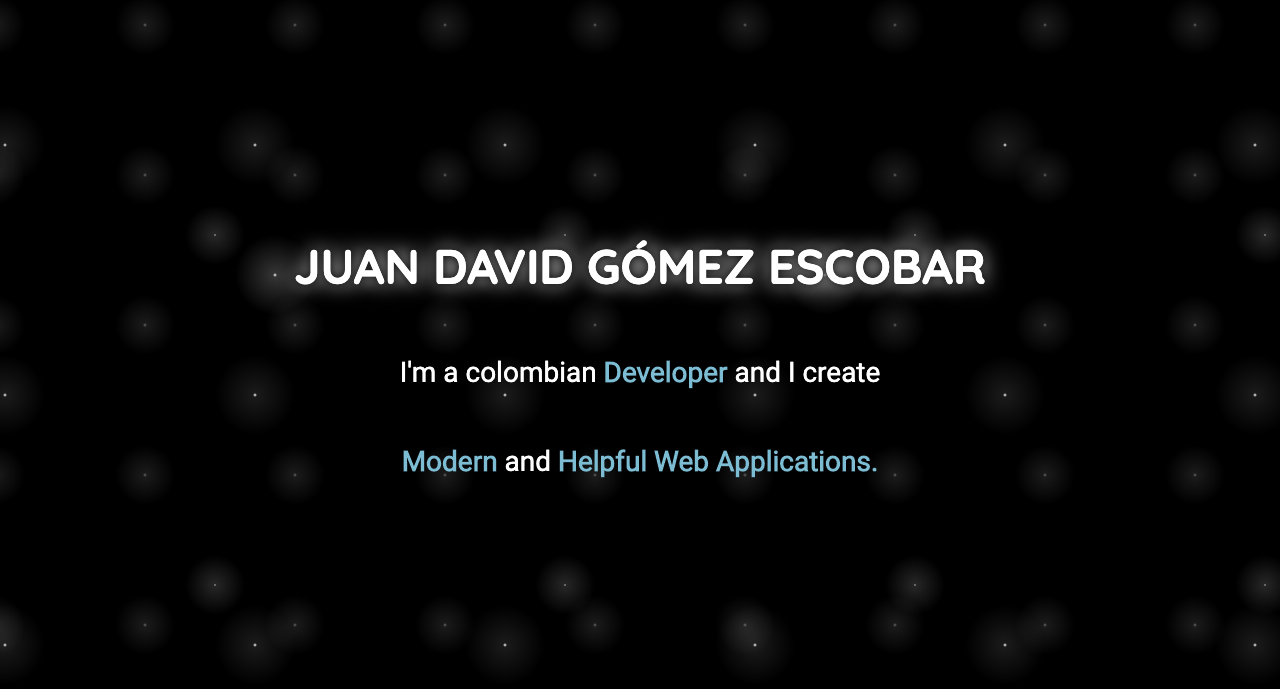 JUAN DAVID GÓMEZ ESCOBAR
I'm a colombian Developer and I create
Modern and Helpful Web Applications.